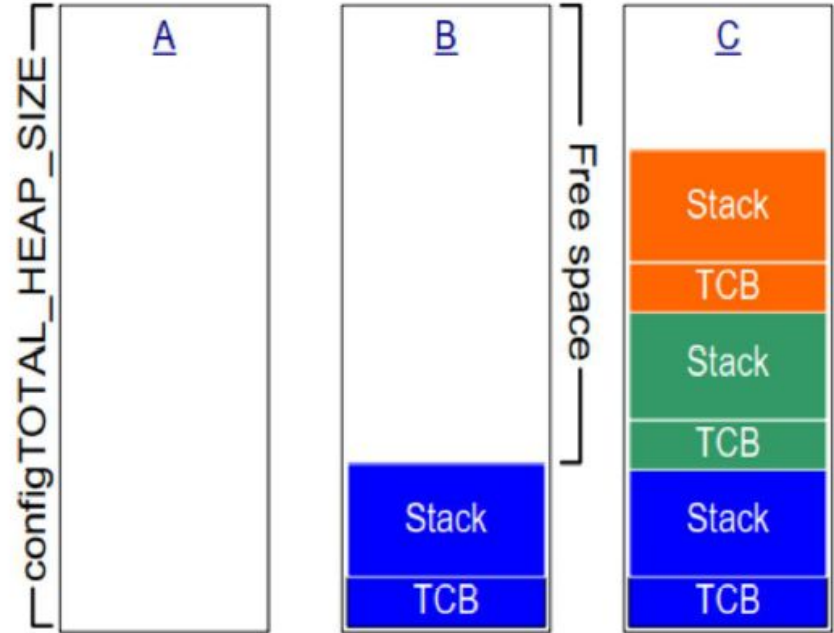 configTOTAL_HEAP_SIZE
A
B
Stack
TCB
Free space
C
Stack
TCB
Stack
TCB
Stack
TCB